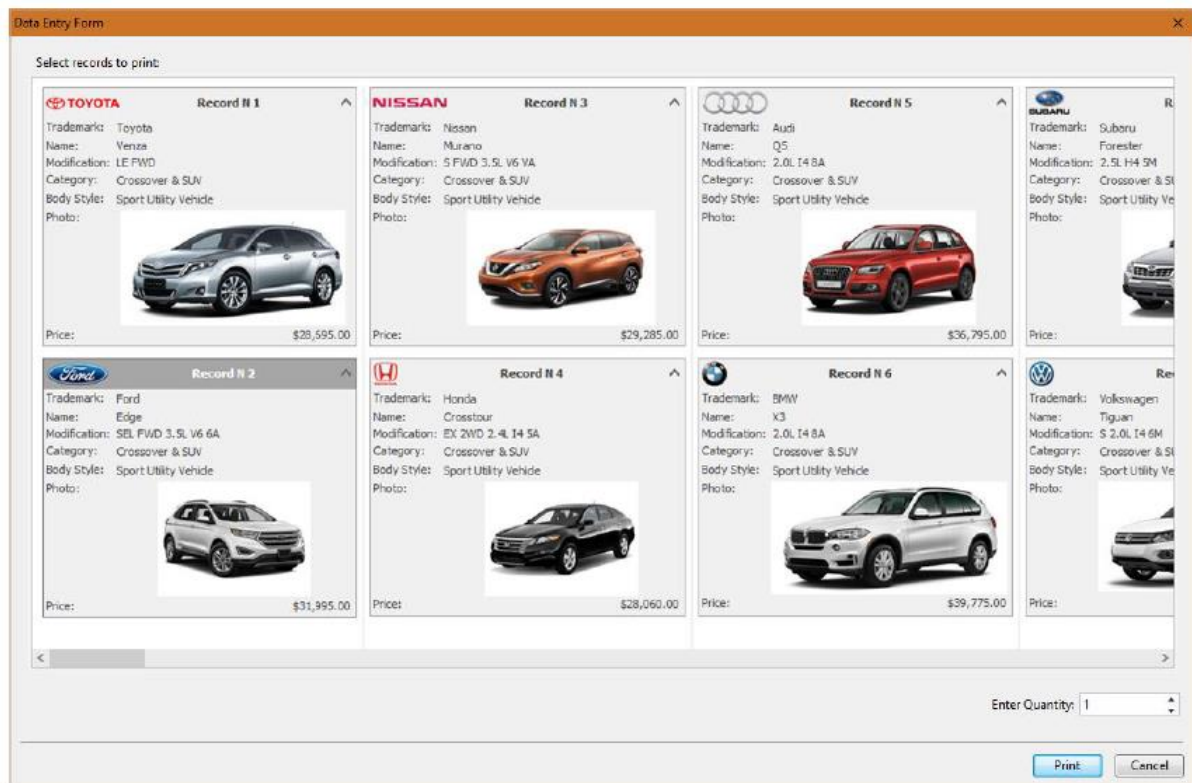 Data Entry Form
Select records to print:
TOYOTA Record N 1
Trademark: Toyota
Name: Venza
Modification: LE FWD
Category: Crossover & SUV
Body Style: Sport Utility Vehicle
Photo:
Price: $28,695.00
Ford Record N 2
Trademark: Ford
Name: Edge
Modification: SEL FWD 3.5L V6 6A
Category: Crossover & SUV
Body Style: Sport Utility Vehicle
Photo:
Price: $31,995.00
NISSAN Record N 3
Trademark: Nissan
Name: Murano
Modification: S FWD 3.5L V6 VA
Category: Crossover & SUV
Body Style: Sport Utility Vehicle
Photo:
Price: $29,285.00
Record N 4
Trademark: Honda
Name: Crosstour
Modification: EX 2WD 2.4L I4 5A
Category: Crossover & SUV
Body Style: Sport Utility Vehicle
Photo:
Price: $28,060.00
Record N 5
Trademark: Audi
Name: Q5
Modification: 2.0L I4 8A
Category: Crossover & SUV
Body Style: Sport Utility Vehicle
Photo:
Price: $36,795.00
Record N 6
Trademark: BMW
Name: X3
Modification: 2.0L I4 8A
Category: Crossover & SUV
Body Style: Sport Utility Vehicle
Photo:
Price: $39,775.00
SUBARU R
Trademark: Subaru
Name: Forester
Modification: 2.5L H4 5M
Category: Crossover & SU
Body Style: Sport Utility Ve
Photo:
Price:
Re
Trademark: Volkswagen
Name: Tiguan
Modification: S 2.0L I4 6M
Category: Crossover & SU
Body Style: Sport Utility Ve
Photo:
Price:
Enter Quantity: 1
Print Cancel